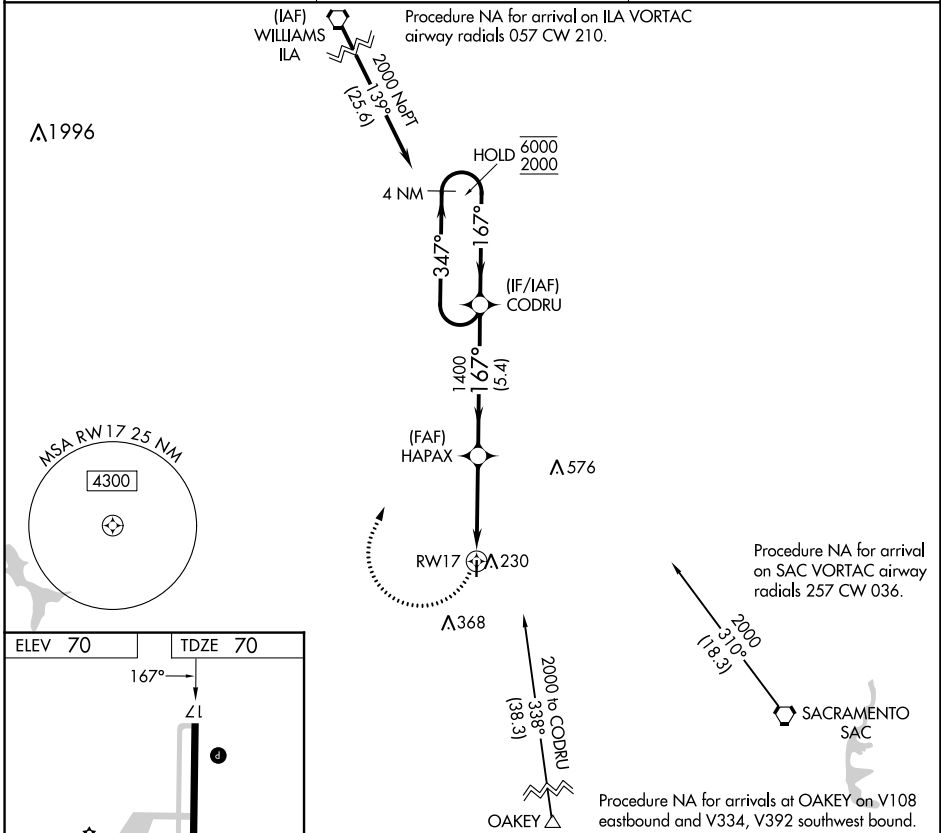 (IAF)
WILLIAMS
ILA
Procedure NA for arrival on ILA VORTAC
airway radials 057 CW 210.
2000 NoPT
139°
(25.6)
1996
HOLD 6000
2000
4 NM
347°
167°
(IF/IAF)
CODRU
1400
167°
(5.4)
(FAF)
HAPAX
576
MSA RW17 25 NM
4300
RW17
230
368
Procedure NA for arrival
on SAC VORTAC airway
radials 257 CW 036.
2000
310°
(18.3)
SACRAMENTO
SAC
2000 to CODRU
338°
(38.3)
OAKEY
Procedure NA for arrivals at OAKEY on V108
eastbound and V334, V392 southwest bound.
ELEV 70
TDZE 70
167°
17
P